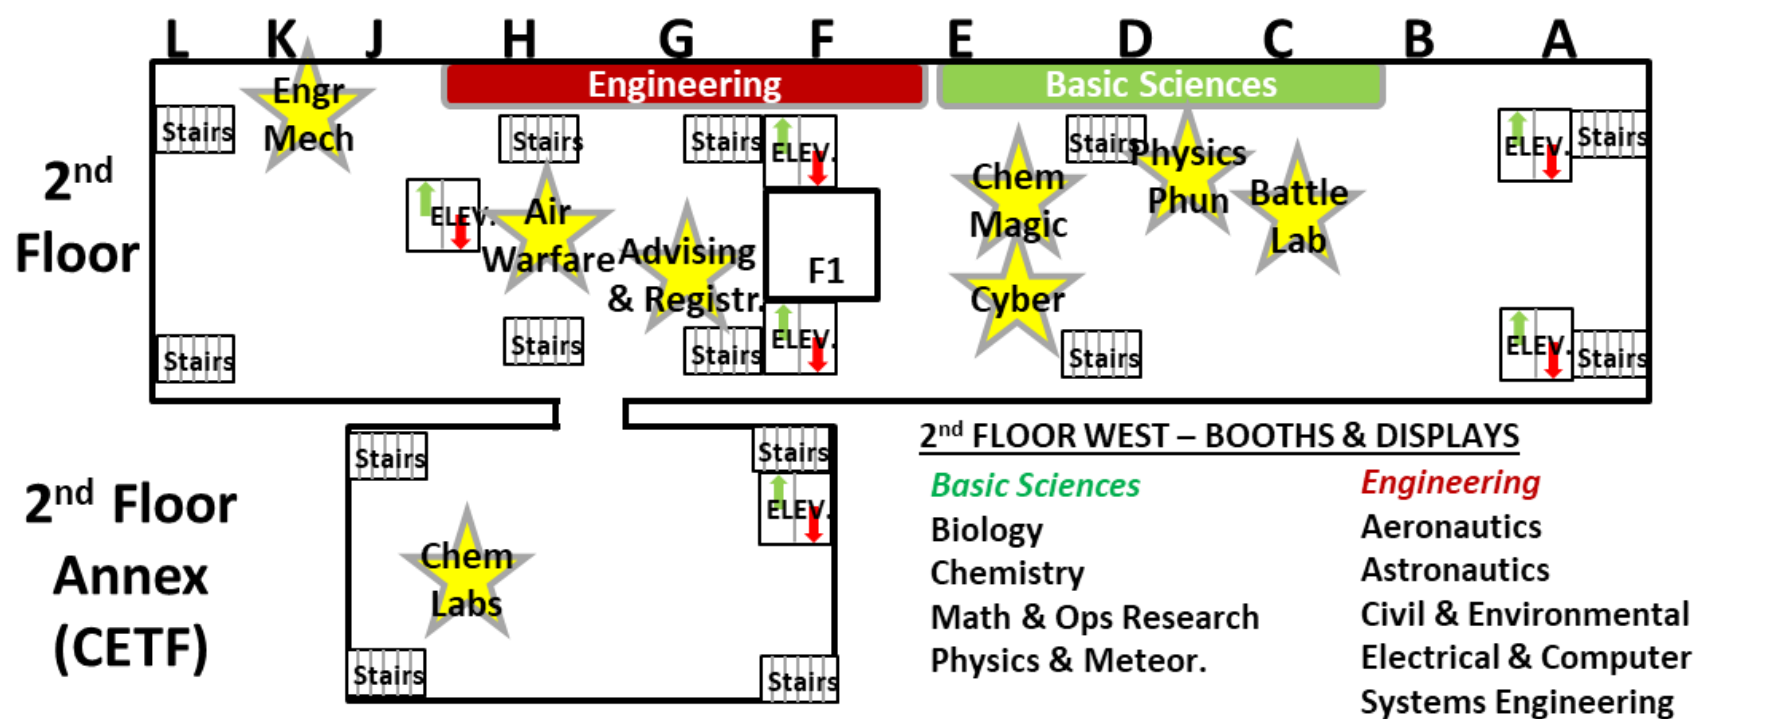 L K J H G F E D C B A
Engineering
Basic Sciences
2nd
Floor
Stairs
Engr
Mech
Stairs
Stairs
ELEV.
Stairs
Physics
Phun
ELEV.
Stairs
ELEV.
Air
Warfare
Advising
& Registr.
F1
Chem
Magic
Battle
Lab
Cyber
Stairs
Stairs
Stairs
ELEV.
Stairs
ELEV.
Stairs
2nd Floor
Annex
(CETF)
Stairs
Stairs
ELEV.
Chem
Labs
Stairs
Stairs
2nd FLOOR WEST – BOOTHS & DISPLAYS
Basic Sciences
Biology
Chemistry
Math & Ops Research
Physics & Meteor.
Engineering
Aeronautics
Astronautics
Civil & Environmental
Electrical & Computer
Systems Engineering